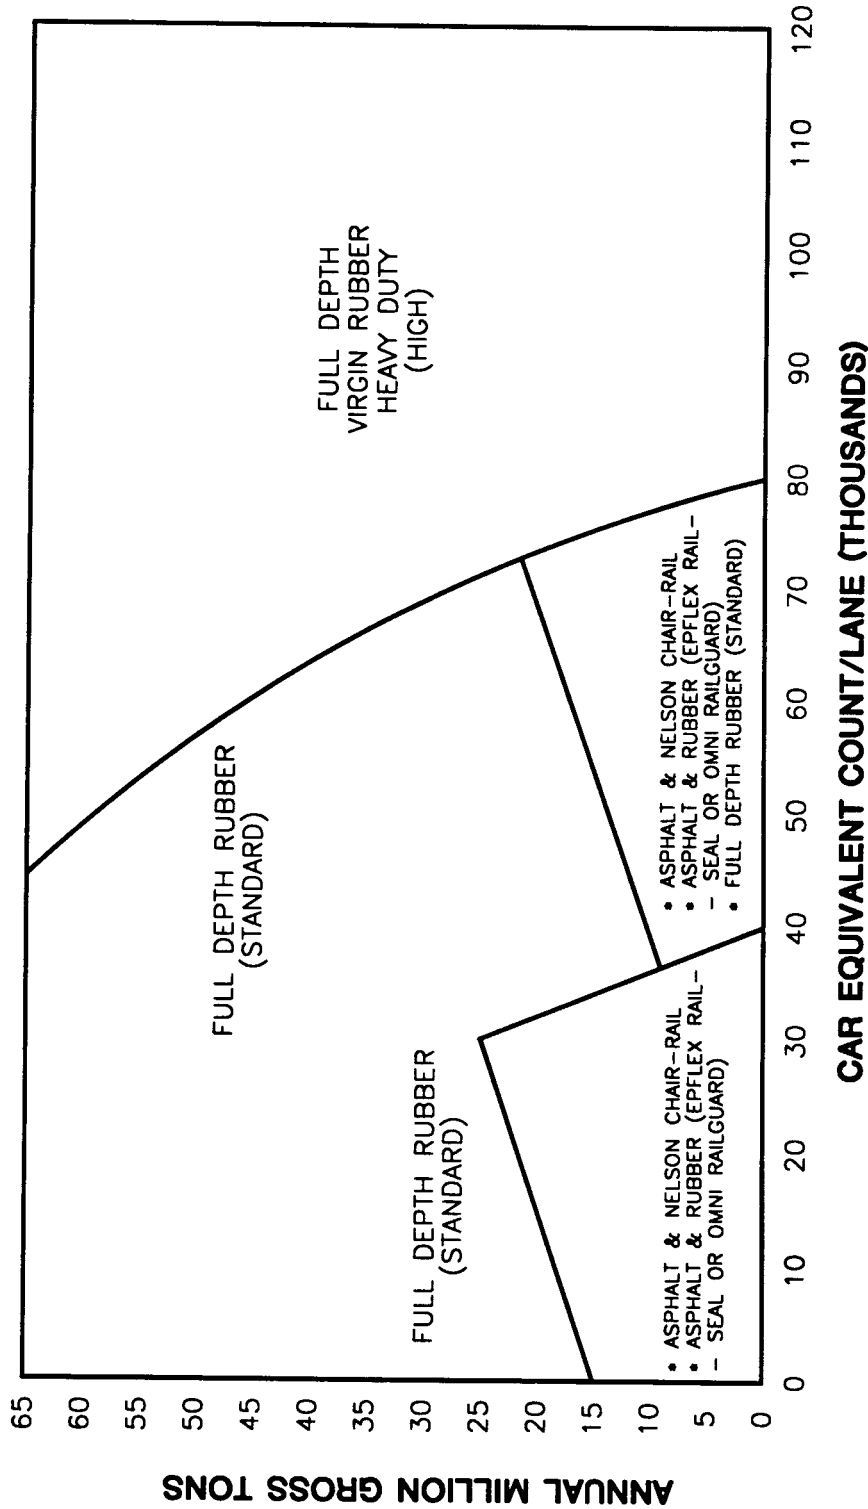 ANNUAL MILLION GROSS TONS
65
60
55
50
45
40
35
30
25
20
15
10
5
0
FULL DEPTH RUBBER
(STANDARD)
FULL DEPTH
VIRGIN RUBBER
HEAVY DUTY
(HIGH)
FULL DEPTH RUBBER
(STANDARD)
• ASPHALT & NELSON CHAIR-RAIL
• ASPHALT & RUBBER (EPFLEX RAIL-
- SEAL OR OMNI RAILGUARD)
• ASPHALT & NELSON CHAIR-RAIL
• ASPHALT & RUBBER (EPFLEX RAIL-
- SEAL OR OMNI RAILGUARD)
• FULL DEPTH RUBBER (STANDARD)
0 10 20 30 40 50 60 70 80 90 100 110 120
CAR EQUIVALENT COUNT/LANE (THOUSANDS)